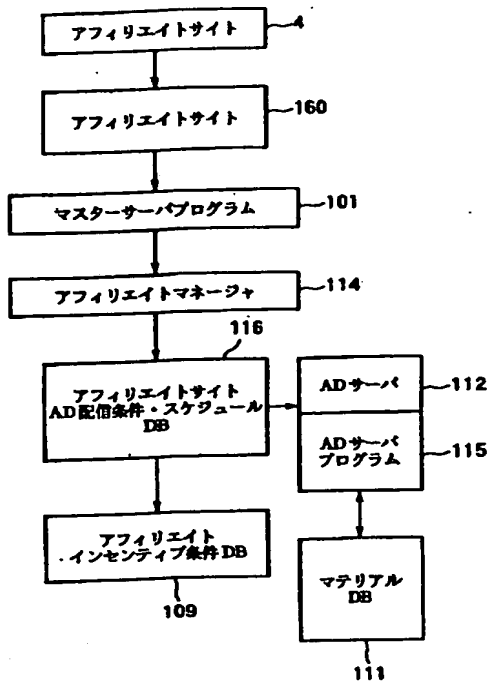 アフィリエイトサイト
4
アフィリエイトサイト
160
マスターサーバプログラム
101
アフィリエイトマネージャ
114
116
アフィリエイトサイト
AD配信条件・スケジュール
DB
ADサーバ
112
ADサーバ
プログラム
115
アフィリエイト
インセンティブ条件DB
109
マテリアル
DB
111